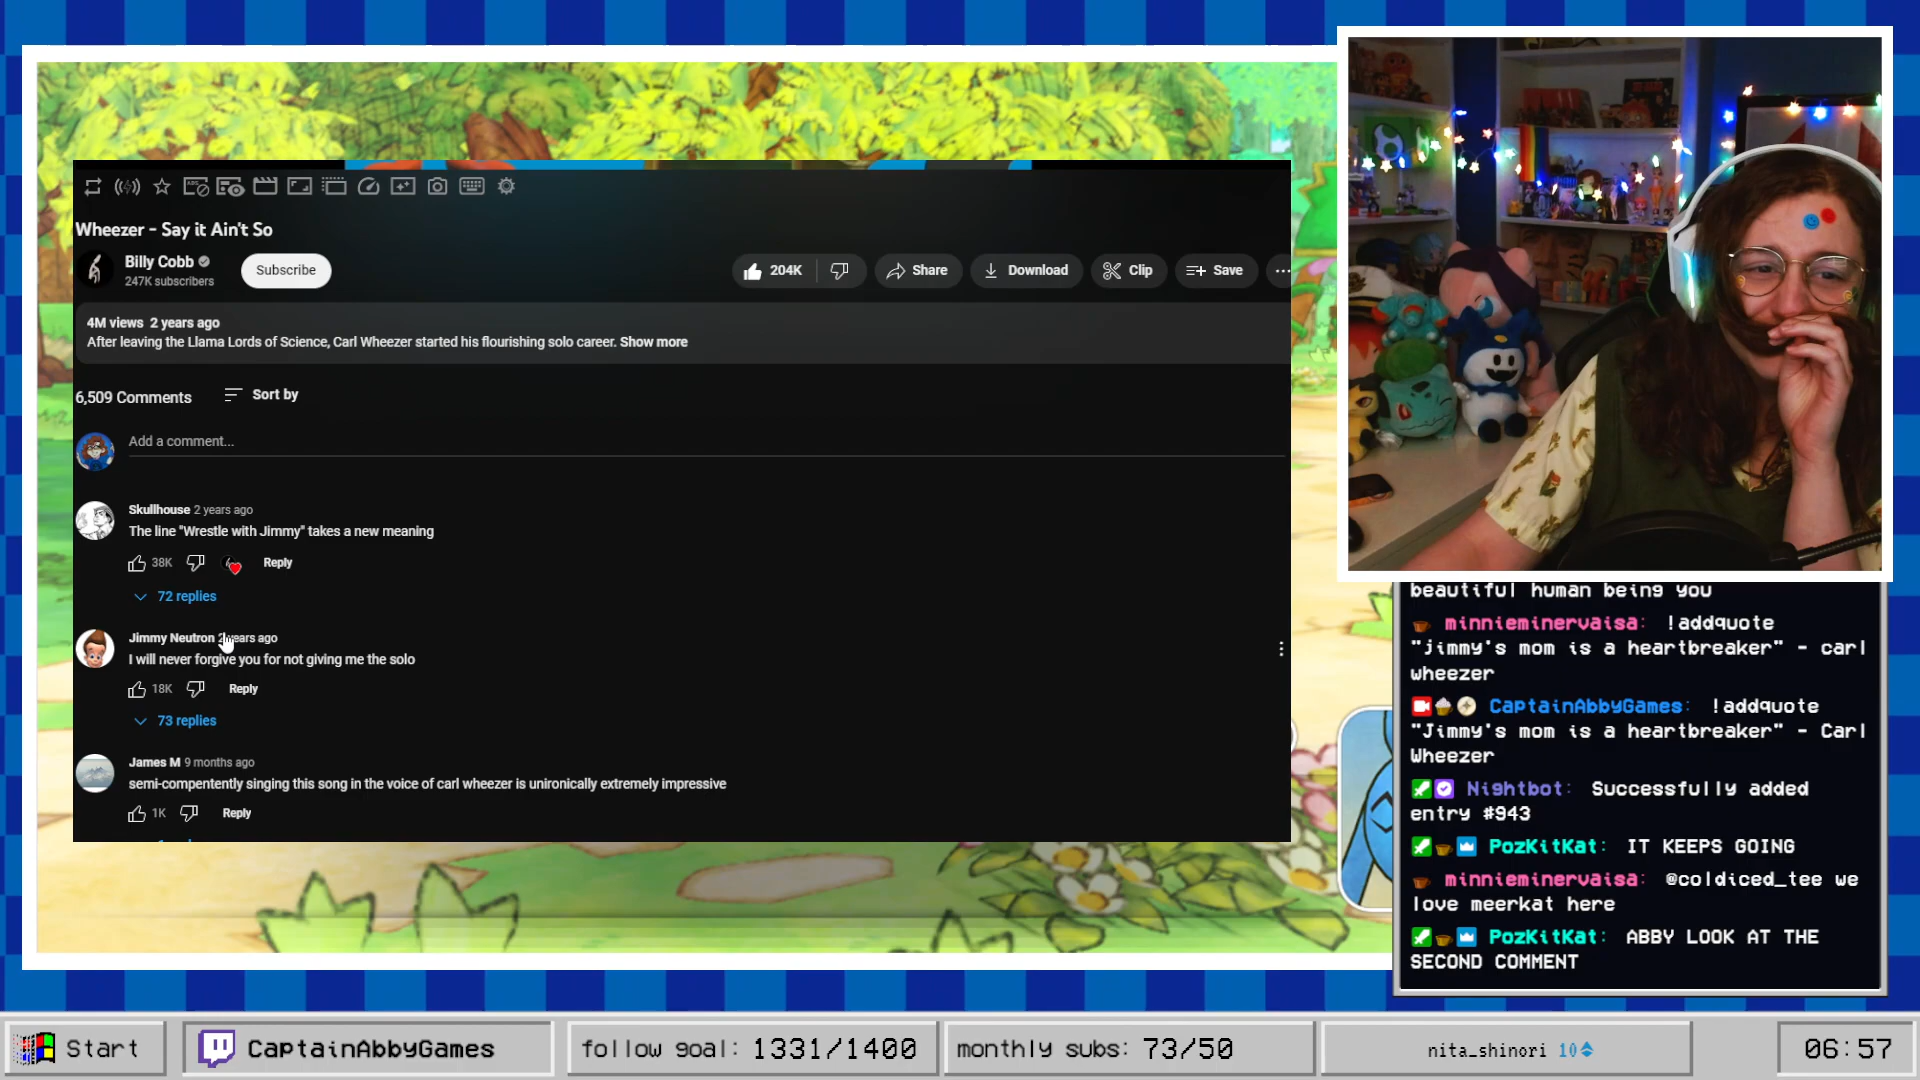 Wheezer - Say it Ain't So
Billy Cobb
247K subscribers
Subscribe
204K
Share
Download
Clip
Save
4M views 2 years ago
After leaving the Llama Lords of Science, Carl Wheezer started his flourishing solo career. Show more
6,509 Comments
Sort by
Add a comment...
Skullhouse 2 years ago
The line "Wrestle with Jimmy" takes a new meaning
38K
Reply
72 replies
Jimmy Neutron 2 years ago
I will never forgive you for not giving me the solo
18K
Reply
73 replies
James M 9 months ago
semi-compentently singing this song in the voice of carl wheezer is unironically extremely impressive
1K
Reply
beautiful human being you
minnieminervaisa: !addquote
"jimmy's mom is a heartbreaker" - carl
wheezer
CaptainAbbyGames: !addquote
"Jimmy's mom is a heartbreaker" - Carl
Wheezer
Nightbot: Successfully added
entry #943
PozKitKat: IT KEEPS GOING
minnieminervaisa: @coldiced_tee we
love meerkat here
PozKitKat: ABBY LOOK AT THE
SECOND COMMENT
Start
CaptainAbbyGames
follow goal: 1331/1400
monthly subs: 73/50
nita_shinori 10
06:57